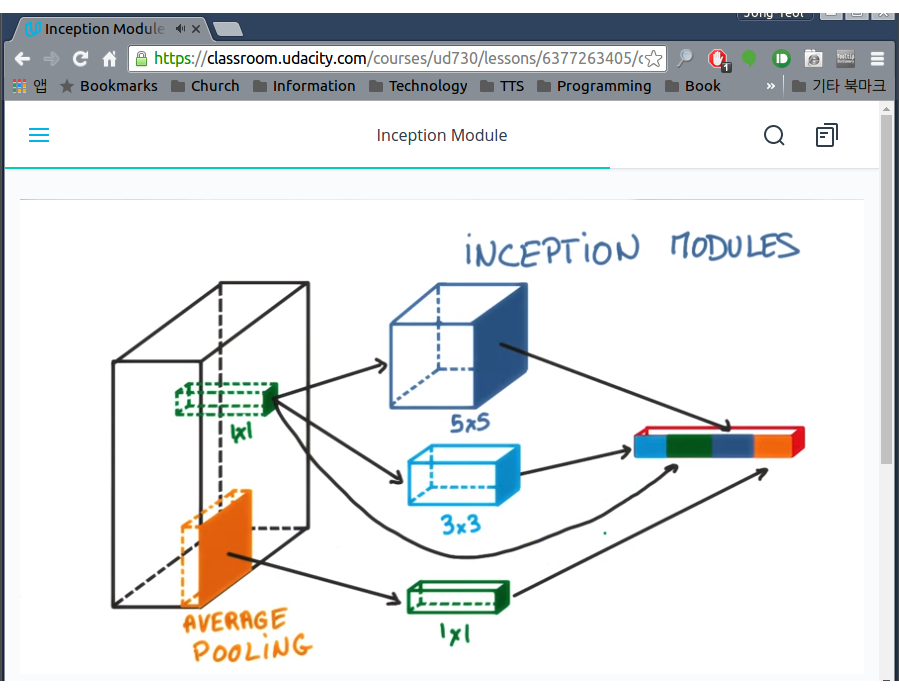 Jong Yeol
Inception Module
https://classroom.udacity.com/courses/ud730/lessons/6377263405/c
1
앱 Bookmarks Church Information Technology TTS Programming Book » 기타 북마크
Inception Module
INCEPTION MODULES
1x1
5x5
3x3
AVERAGE
POOLING
1x1